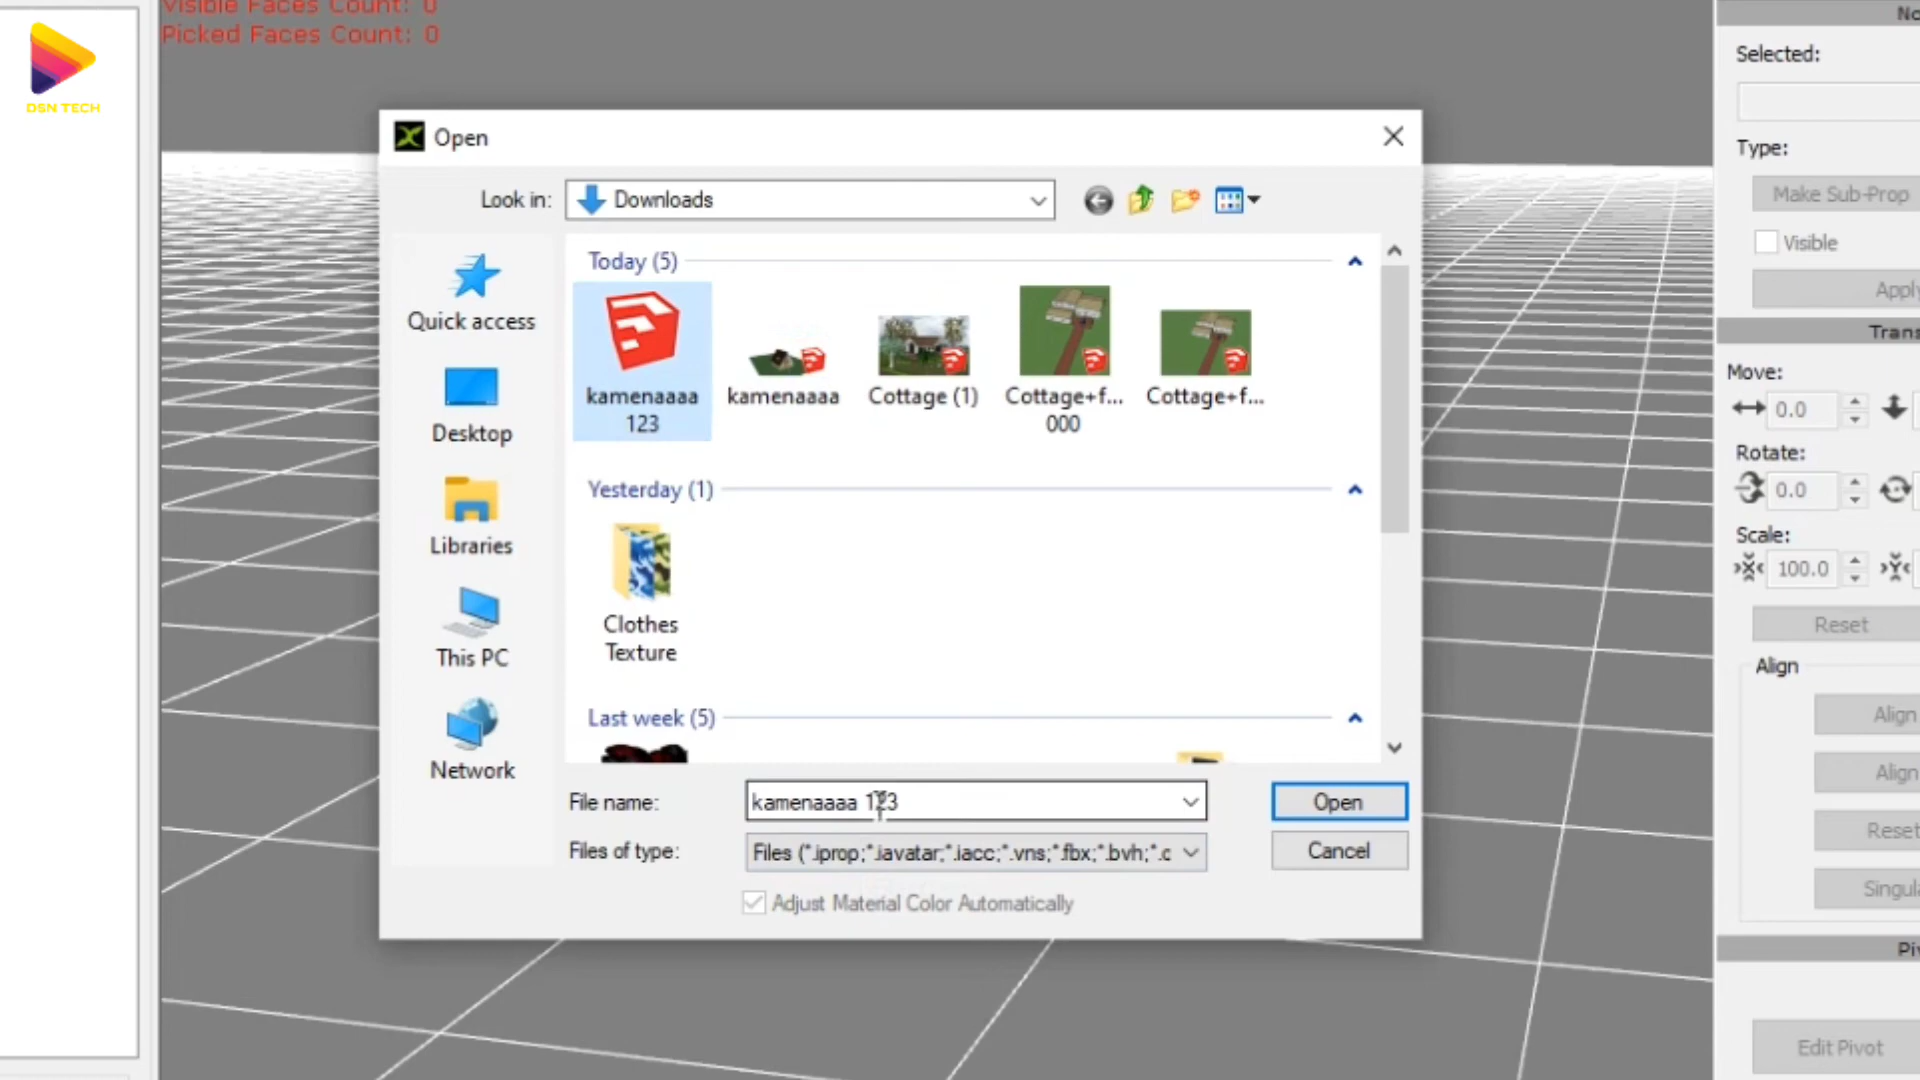 Visible Faces Count: 0
Picked Faces Count: 0
DSN TECH
Open
Look in:
Downloads
Quick access
Desktop
Libraries
This PC
Network
Today (5)
kamenaaaa
123
kamenaaaa
Cottage (1)
Cottage+f...
000
Cottage+f...
Yesterday (1)
Clothes
Texture
Last week (5)
File name:
kamenaaaa 123
Open
Files of type:
Files (*.iprop;*.iavatar;*.iacc;*.vns;*.fbx;*.bvh;*.c
Cancel
Adjust Material Color Automatically
No
Selected:
Type:
Make Sub-Prop
Visible
Apply
Trans
Move:
0.0
Rotate:
0.0
Scale:
X
100.0
Y
Reset
Align
Align
Align
Reset
Singula
Piv
Edit Pivot